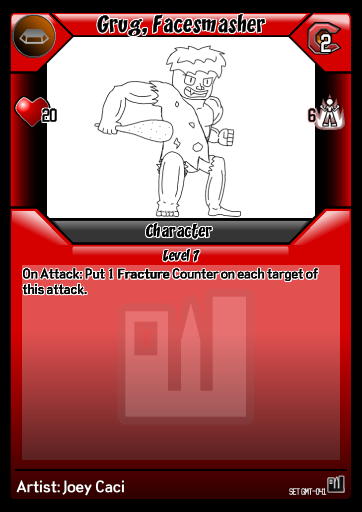 Grug, Facesmasher
2
20
6
Character
Level 7
On Attack: Put 1 Fracture Counter on each target of
this attack.
Artist: Joey Caci
SET GMT-041